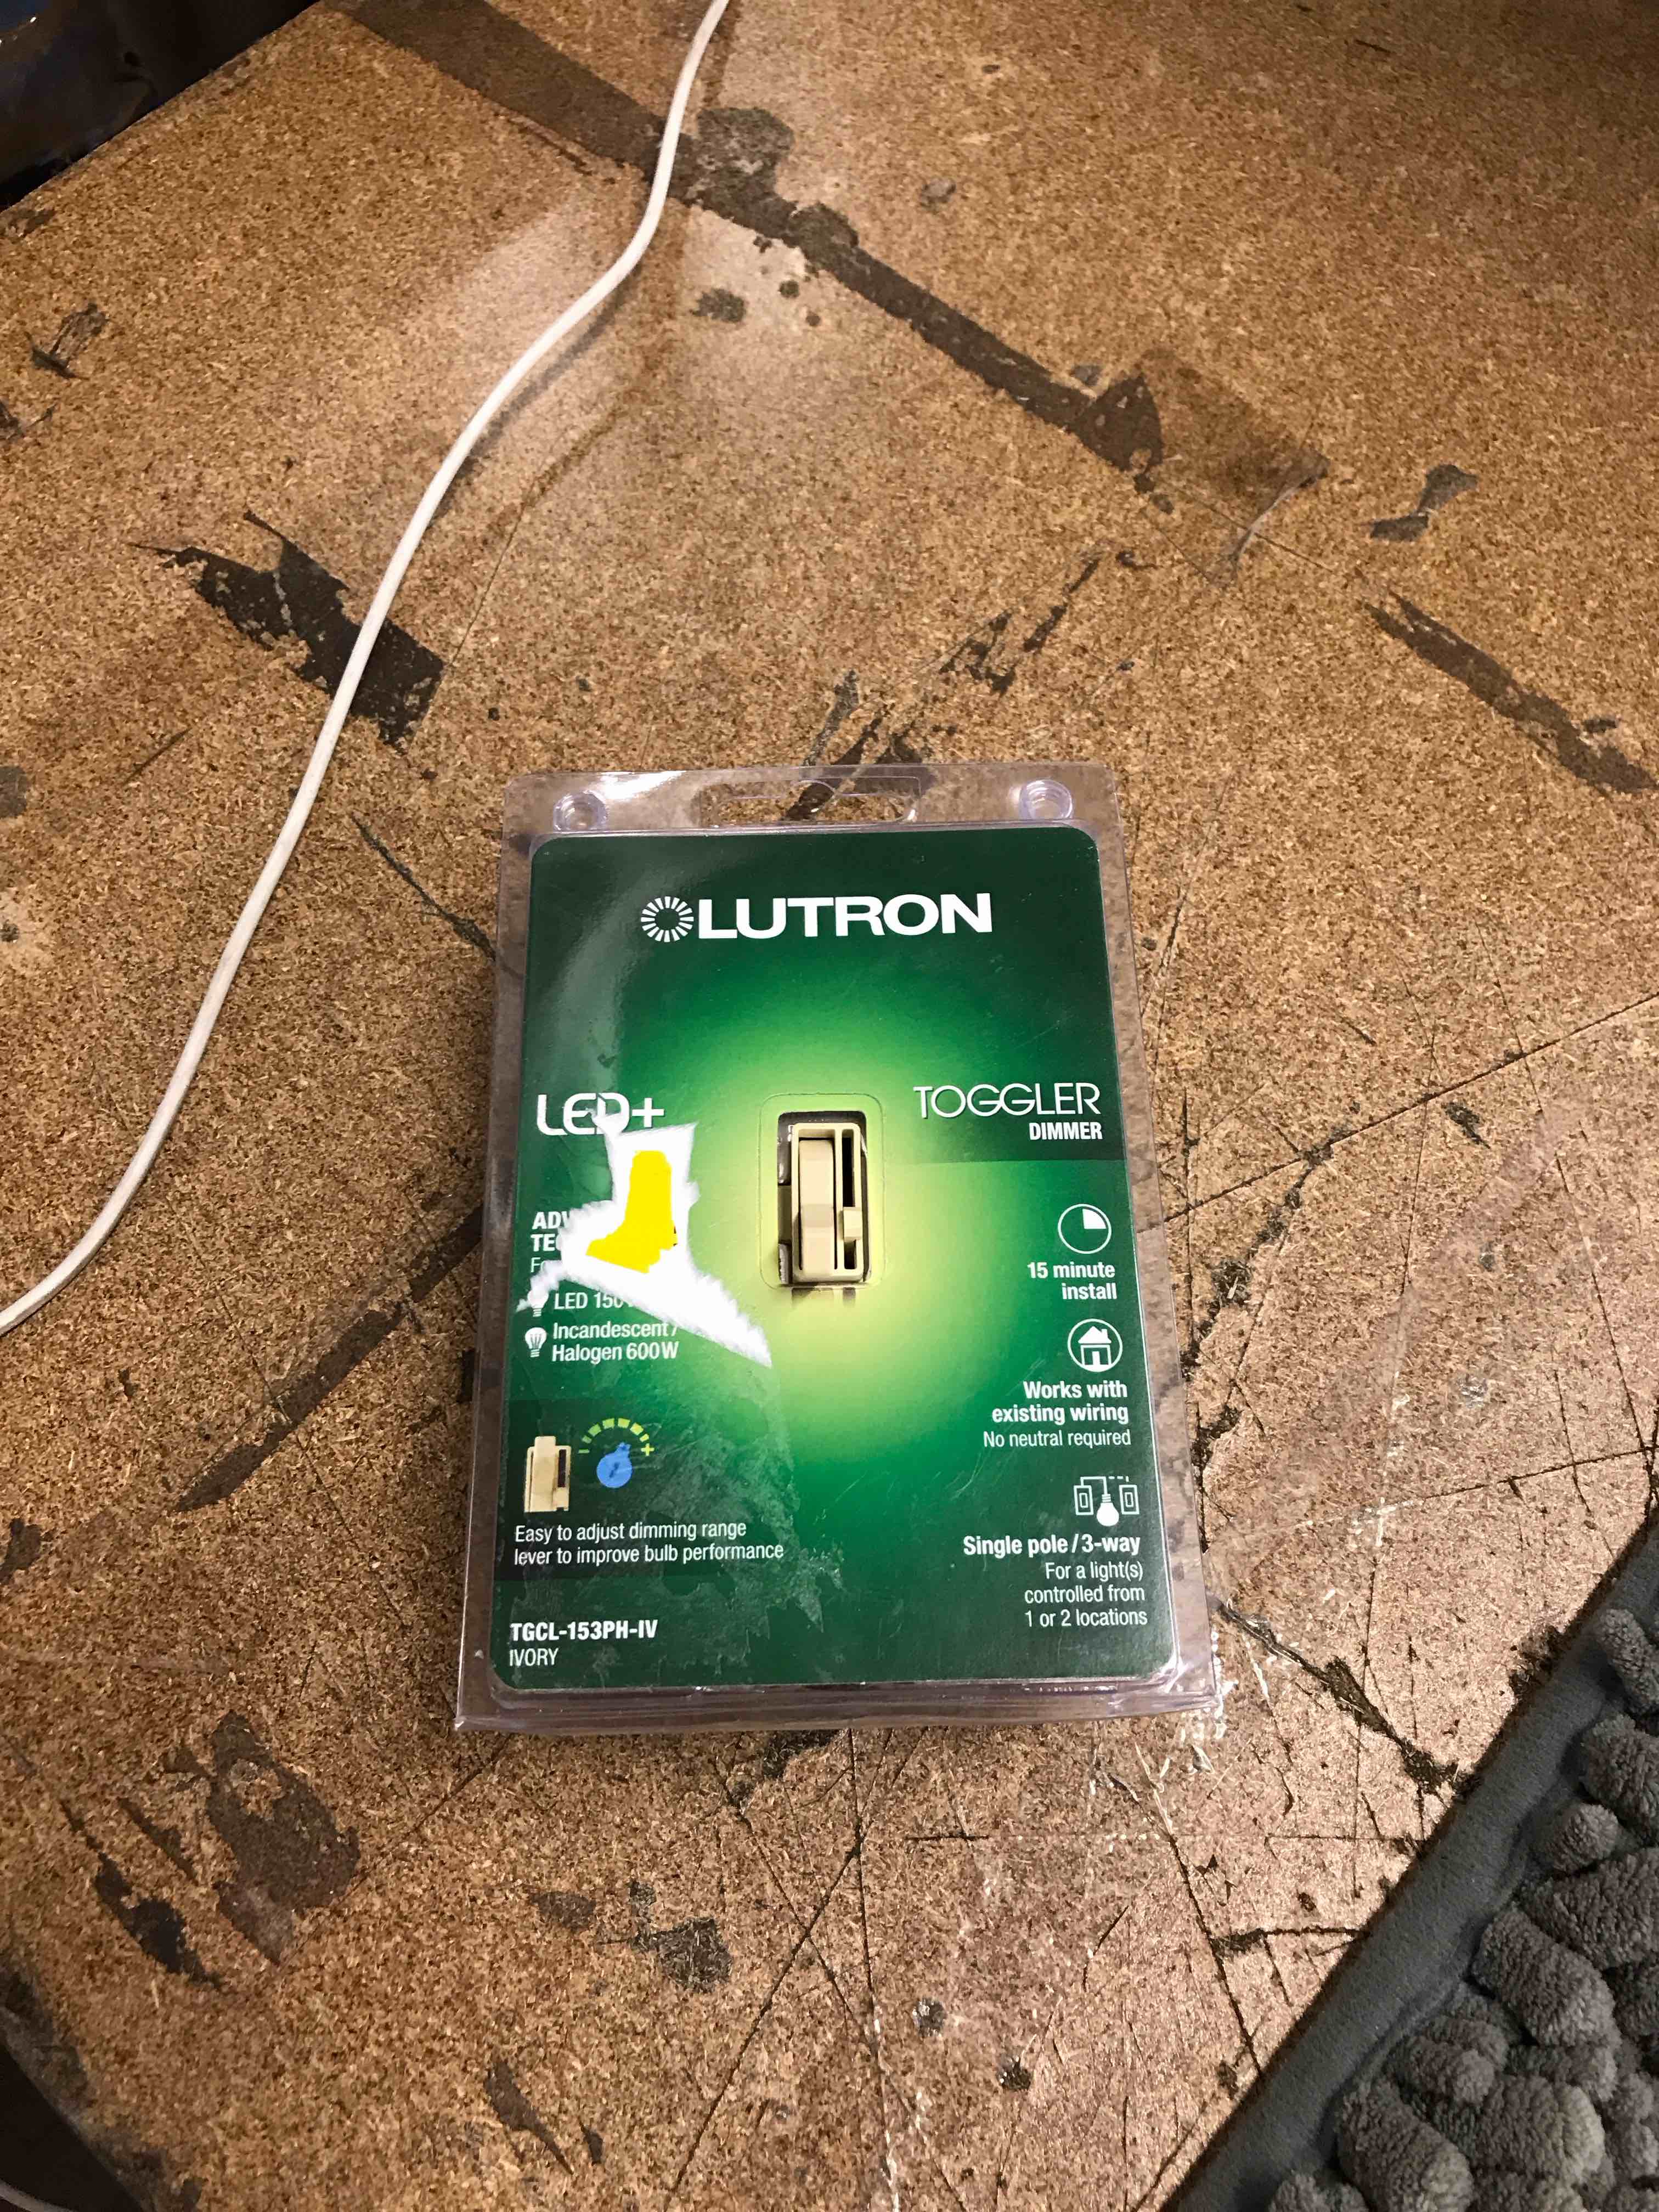 LUTRON
LED+
TOGGLER
DIMMER
LED
Incandescent /
Halogen 600W
15 minute
install
Works with
existing wiring
No neutral required
Easy to adjust dimming range
lever to improve bulb performance
Single pole / 3-way
For a light(s)
controlled from
1 or 2 locations
TGCL-153PH-IV
IVORY